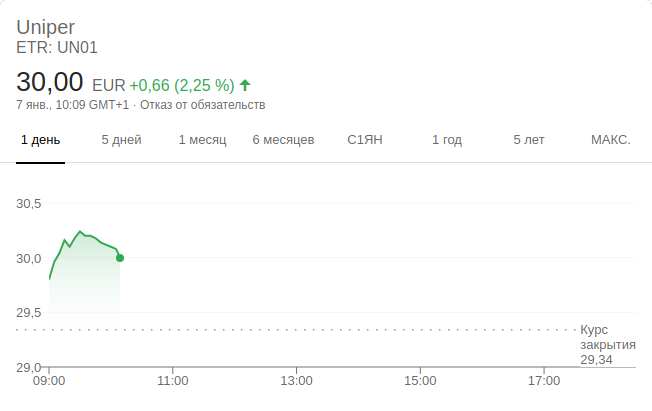 Uniper
ETR: UN01
30,00 EUR +0,66 (2,25 %)
7 янв., 10:09 GMT+1 · Отказ от обязательств
1 день 5 дней 1 месяц 6 месяцев С1ЯН 1 год 5 лет МАКС.
30,5
30,0
29,5
Курс
закрытия
29,34
29,0
09:00 11:00 13:00 15:00 17:00